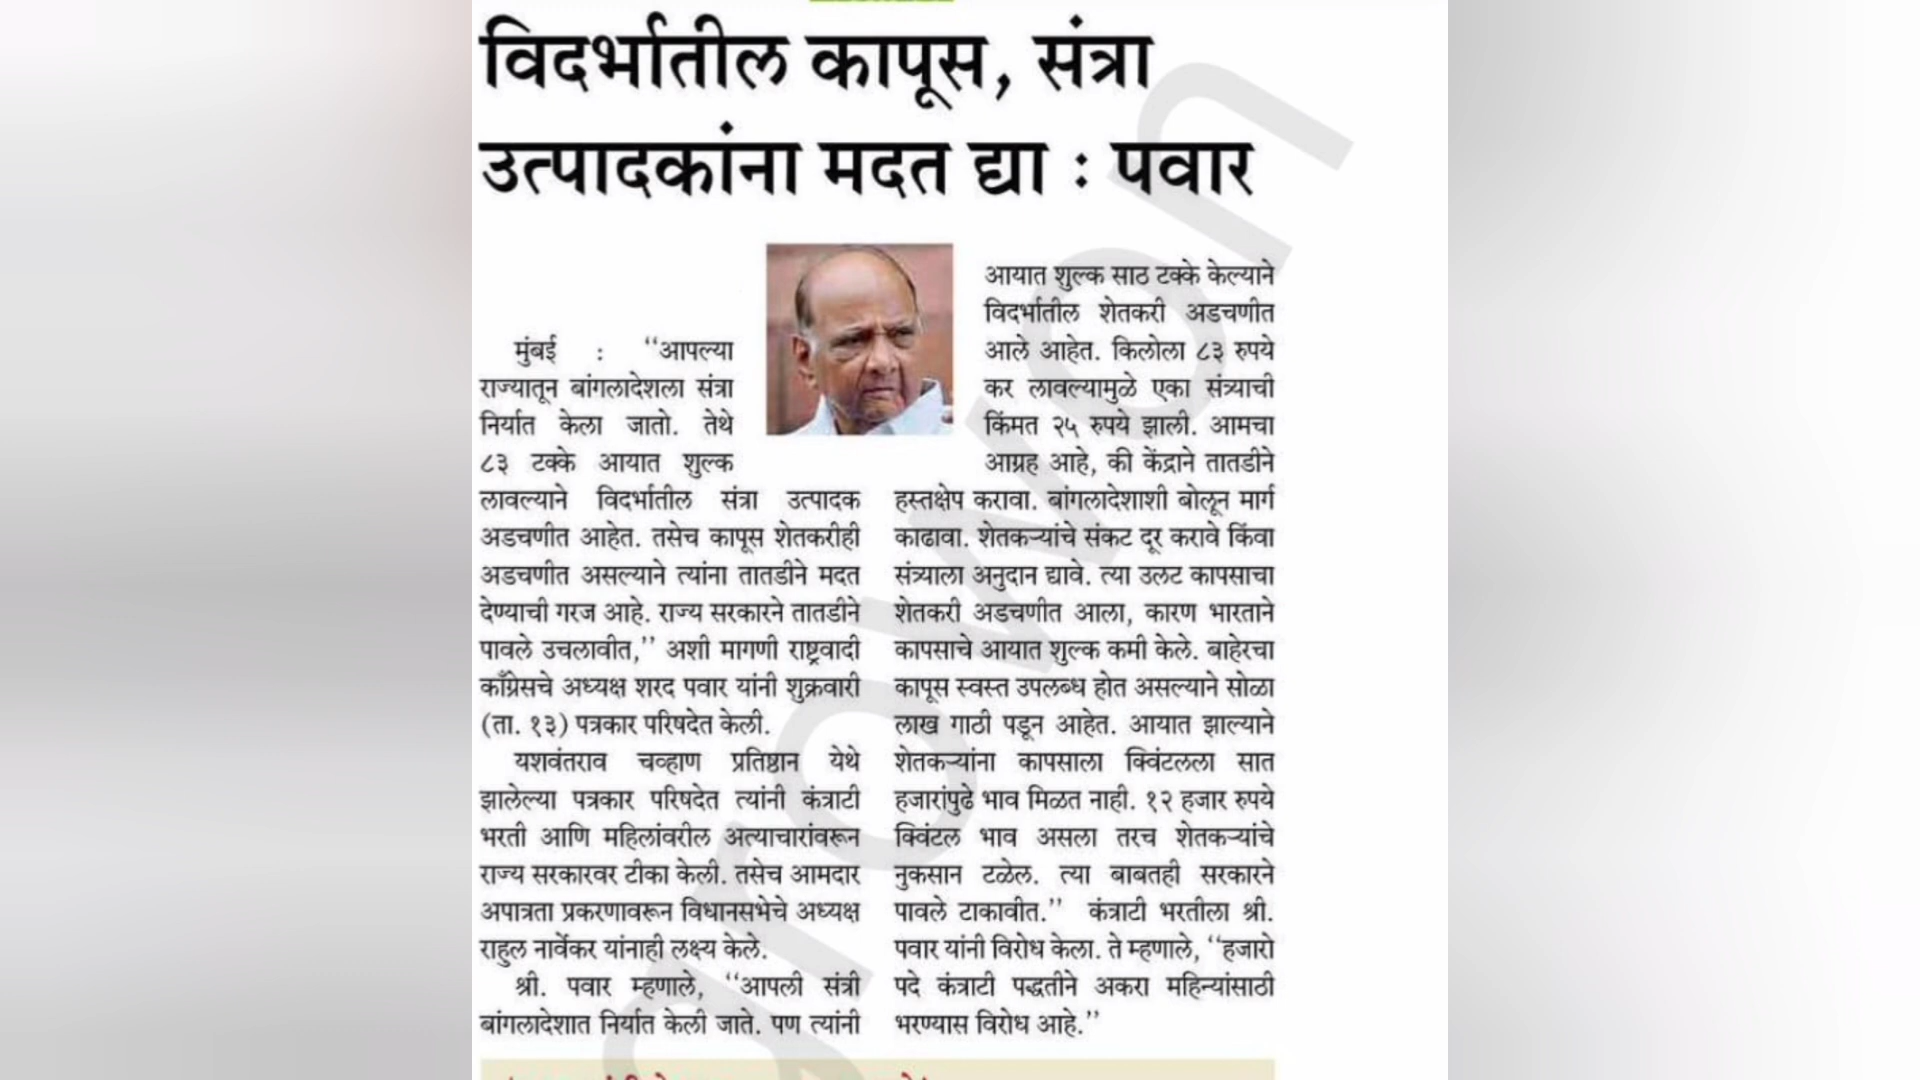 विदर्भातील कापूस, संत्रा
उत्पादकांना मदत द्या : पवार
मुंबई : ‘‘आपल्या
राज्यातून बांगलादेशला संत्रा
निर्यात केला जातो. तेथे
८३ टक्के आयात शुल्क
लावल्याने विदर्भातील संत्रा उत्पादक
अडचणीत आहेत. तसेच कापूस शेतकरीही
अडचणीत असल्याने त्यांना तातडीने मदत
देण्याची गरज आहे. राज्य सरकारने तातडीने
पावले उचलावीत,’’ अशी मागणी राष्ट्रवादी
काँग्रेसचे अध्यक्ष शरद पवार यांनी शुक्रवारी
(ता. १३) पत्रकार परिषदेत केली.
यशवंतराव चव्हाण प्रतिष्ठान येथे
झालेल्या पत्रकार परिषदेत त्यांनी कंत्राटी
भरती आणि महिलांवरील अत्याचारांवरून
राज्य सरकारवर टीका केली. तसेच आमदार
अपात्रता प्रकरणावरून विधानसभेचे अध्यक्ष
राहुल नार्वेकर यांनाही लक्ष्य केले.
श्री. पवार म्हणाले, ‘‘आपली संत्री
बांगलादेशात निर्यात केली जाते. पण त्यांनी
आयात शुल्क साठ टक्के केल्याने
विदर्भातील शेतकरी अडचणीत
आले आहेत. किलोला ८३ रुपये
कर लावल्यामुळे एका संत्र्याची
किंमत २५ रुपये झाली. आमचा
आग्रह आहे, की केंद्राने तातडीने
हस्तक्षेप करावा. बांगलादेशाशी बोलून मार्ग
काढावा. शेतकऱ्यांचे संकट दूर करावे किंवा
संत्र्याला अनुदान द्यावे. त्या उलट कापसाचा
शेतकरी अडचणीत आला, कारण भारताने
कापसाचे आयात शुल्क कमी केले. बाहेरचा
कापूस स्वस्त उपलब्ध होत असल्याने सोळा
लाख गाठी पडून आहेत. आयात झाल्याने
शेतकऱ्यांना कापसाला क्विंटलला सात
हजारांपुढे भाव मिळत नाही. १२ हजार रुपये
क्विंटल भाव असला तरच शेतकऱ्यांचे
नुकसान टळेल. त्या बाबतही सरकारने
पावले टाकावीत.’’ कंत्राटी भरतीला श्री.
पवार यांनी विरोध केला. ते म्हणाले, ‘‘हजारो
पदे कंत्राटी पद्धतीने अकरा महिन्यांसाठी
भरण्यास विरोध आहे.’’
growon